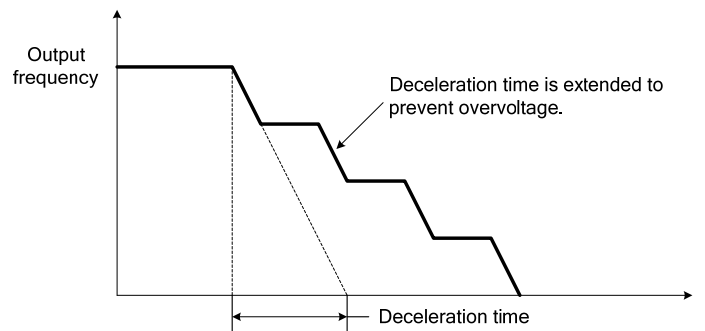 Output
frequency
Deceleration time is extended to
prevent overvoltage.
Deceleration time